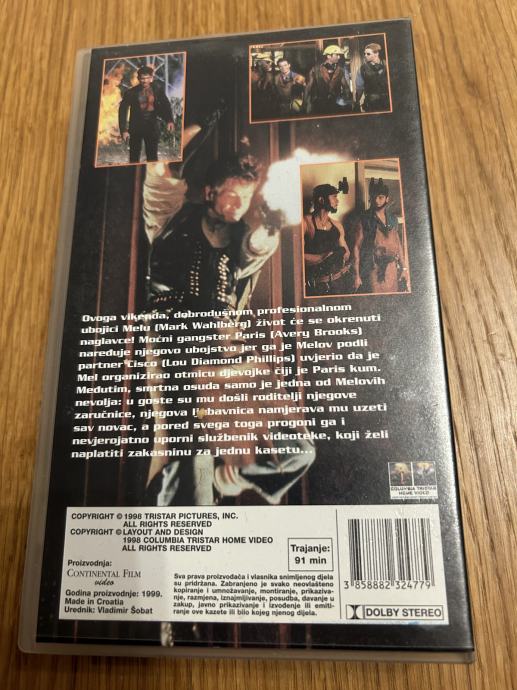 Ovoga vikenda, dobrodušnom profesionalnom
ubojici Melu (Mark Wahlberg) život će se okrenuti
naglavce! Moćni gangster Paris (Avery Brooks)
naređuje njegovo ubojstvo jer ga je Melov podli
partner Cisco (Lou Diamond Phillips) uvjerio da je
Mel organizirao otmicu djevojke čiji je Paris kum.
Međutim, smrtna osuda samo je jedna od Melovih
nevolja: u goste su mu došli roditelji njegove
zaručnice, njegova ljubavnica namjerava mu uzeti
sav novac, a pored svega toga progoni ga i
nevjerojatno uporni službenik videoteke, koji želi
naplatiti zakasninu za jednu kasetu...
COLUMBIA TRISTAR
HOME VIDEO
COPYRIGHT © 1998 TRISTAR PICTURES, INC.
ALL RIGHTS RESERVED
COPYRIGHT © LAYOUT AND DESIGN
1998 COLUMBIA TRISTAR HOME VIDEO
ALL RIGHTS RESERVED
Trajanje:
91 min
3 858882 324779
Proizvodnja:
CONTINENTAL FILM
video
Godina proizvodnje: 1999.
Made in Croatia
Urednik: Vladimir Šobat
Sva prava proizvođača i vlasnika snimljenog djela
su pridržana. Zabranjeno je svako neovlašteno
kopiranje i umnožavanje, montiranje, prikaziva-
nje, razmjena, iznajmljivanje, posudba, davanje u
zakup, javno prikazivanje i izvođenje ili emiti-
ranje ove kasete ili bilo kojeg njenog dijela.
DOLBY STEREO